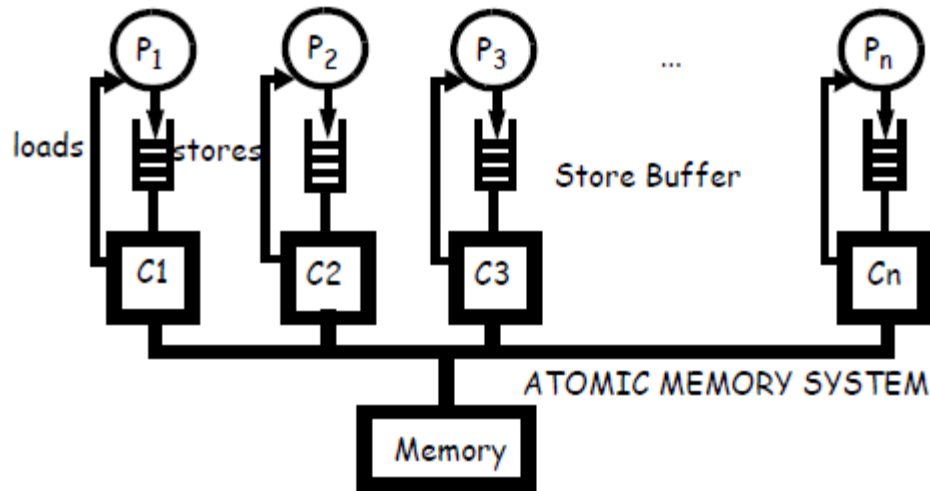 P1
P2
P3
...
Pn
loads
stores
Store Buffer
C1
C2
C3
Cn
ATOMIC MEMORY SYSTEM
Memory